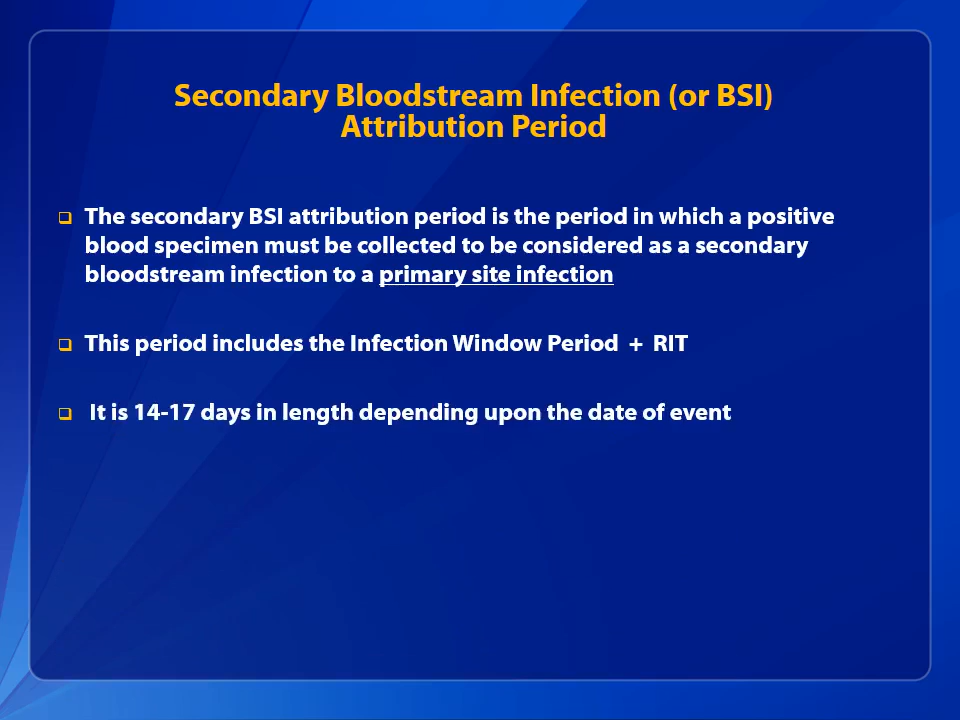 Secondary Bloodstream Infection (or BSI)
Attribution Period
The secondary BSI attribution period is the period in which a positive
blood specimen must be collected to be considered as a secondary
bloodstream infection to a primary site infection
This period includes the Infection Window Period + RIT
It is 14-17 days in length depending upon the date of event